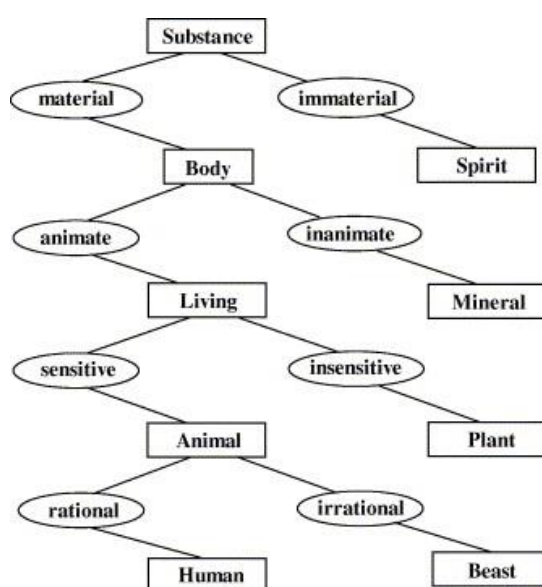 Substance
material
immaterial
Body
Spirit
animate
inanimate
Living
Mineral
sensitive
insensitive
Animal
Plant
rational
irrational
Human
Beast